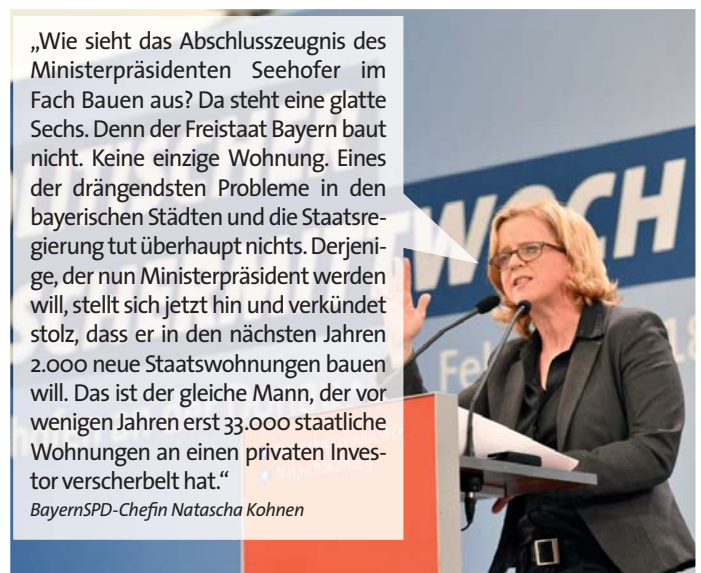 „Wie sieht das Abschlusszeugnis des
Ministerpräsidenten Seehofer im
Fach Bauen aus? Da steht eine glatte
Sechs. Denn der Freistaat Bayern baut
nicht. Keine einzige Wohnung. Eines
der drängendsten Probleme in den
bayerischen Städten und die Staatsre-
gierung tut überhaupt nichts. Derjeni-
ge, der nun Ministerpräsident werden
will, stellt sich jetzt hin und verkündet
stolz, dass er in den nächsten Jahren
2.000 neue Staatswohnungen bauen
will. Das ist der gleiche Mann, der vor
wenigen Jahren erst 33.000 staatliche
Wohnungen an einen privaten Inves-
tor verscherbelt hat.“
BayernSPD-Chefin Natascha Kohnen
TWOCH